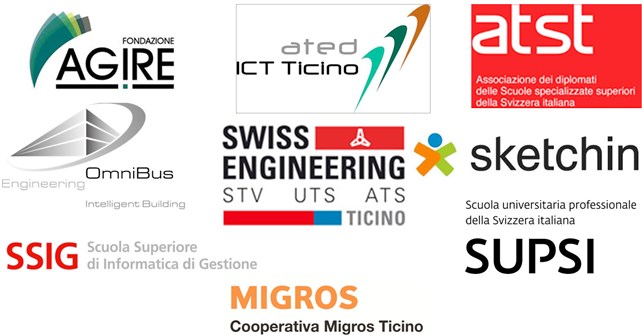 FONDAZIONE
AGIRE
ated
ICT Ticino
atst
Associazione dei diplomati
delle Scuole specializzate superiori
della Svizzera italiana
Engineering OmniBus
Intelligent Building
SWISS
ENGINEERING
STV UTS ATS
TICINO
sketchin
Scuola universitaria professionale
della Svizzera italiana
SUPSI
SSIG Scuola Superiore
di Informatica di Gestione
MIGROS
Cooperativa Migros Ticino